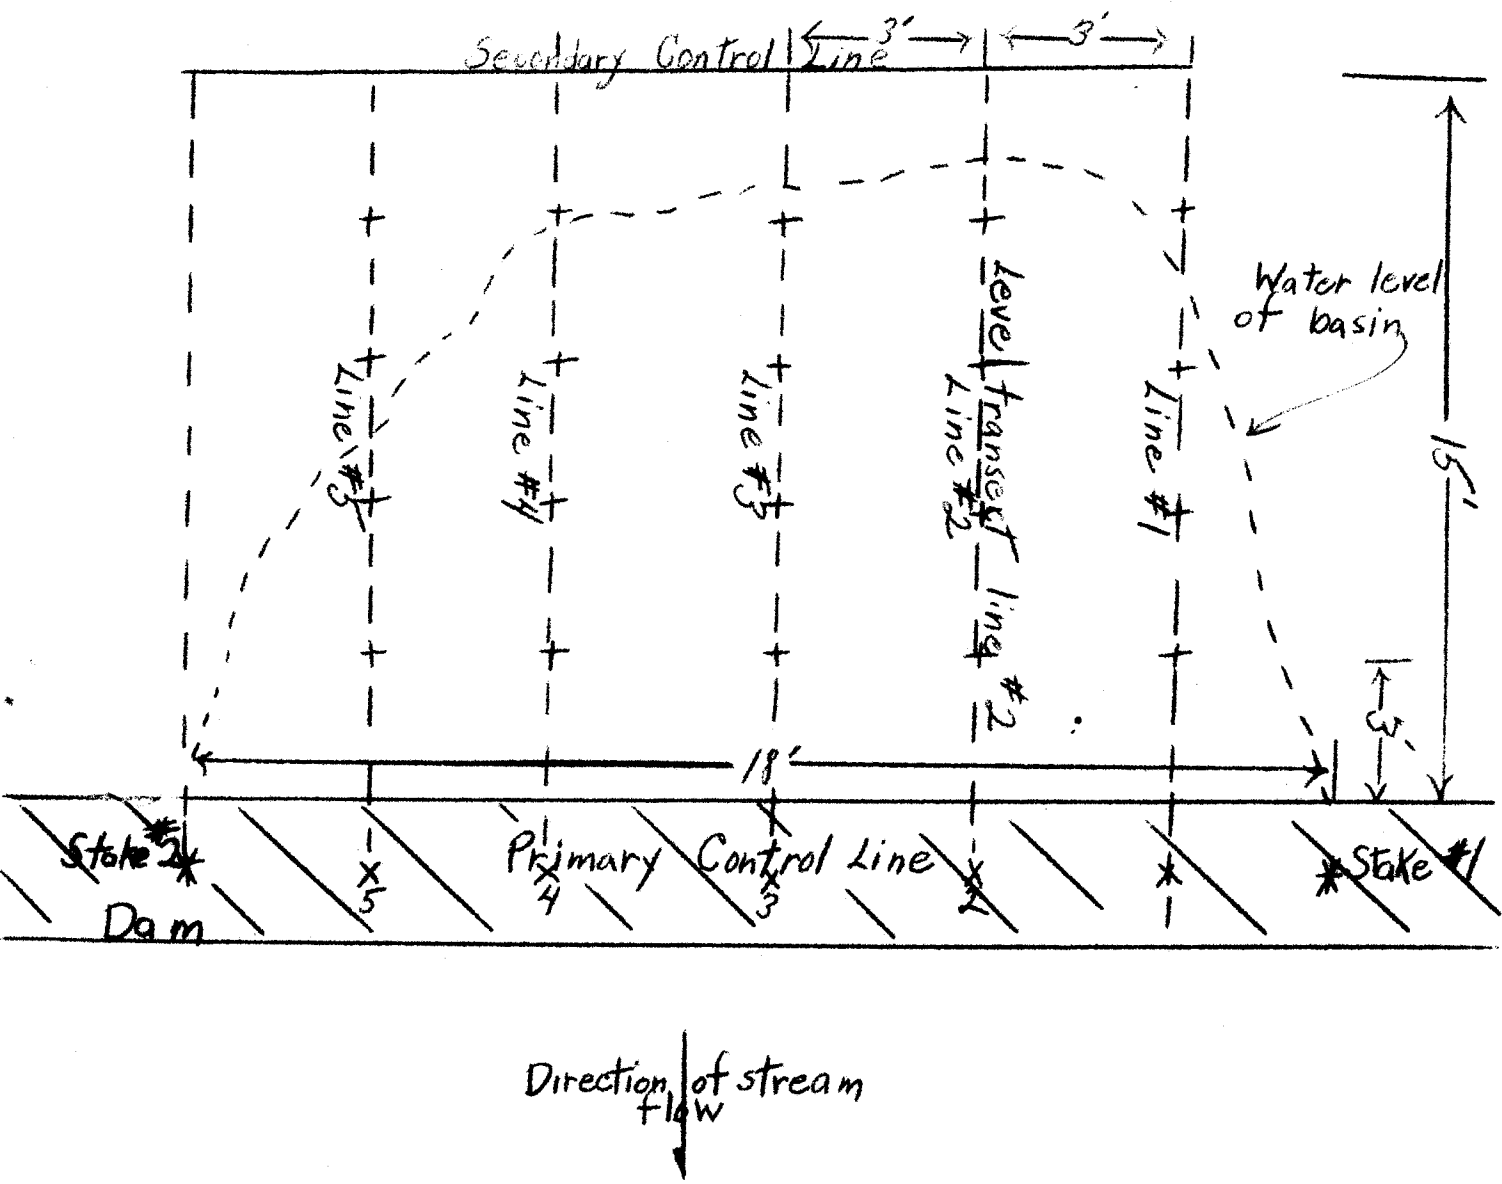 3' 3'
Secondary Control Line
Water level
of basin
Level transect line #2
Line #5
Line #4
Line #3
Line #2
Line #1
15'
3'
18'
Stake #2
Primary Control Line
Stake #1
5 4 3 2 1
Dam
Direction of stream
flow